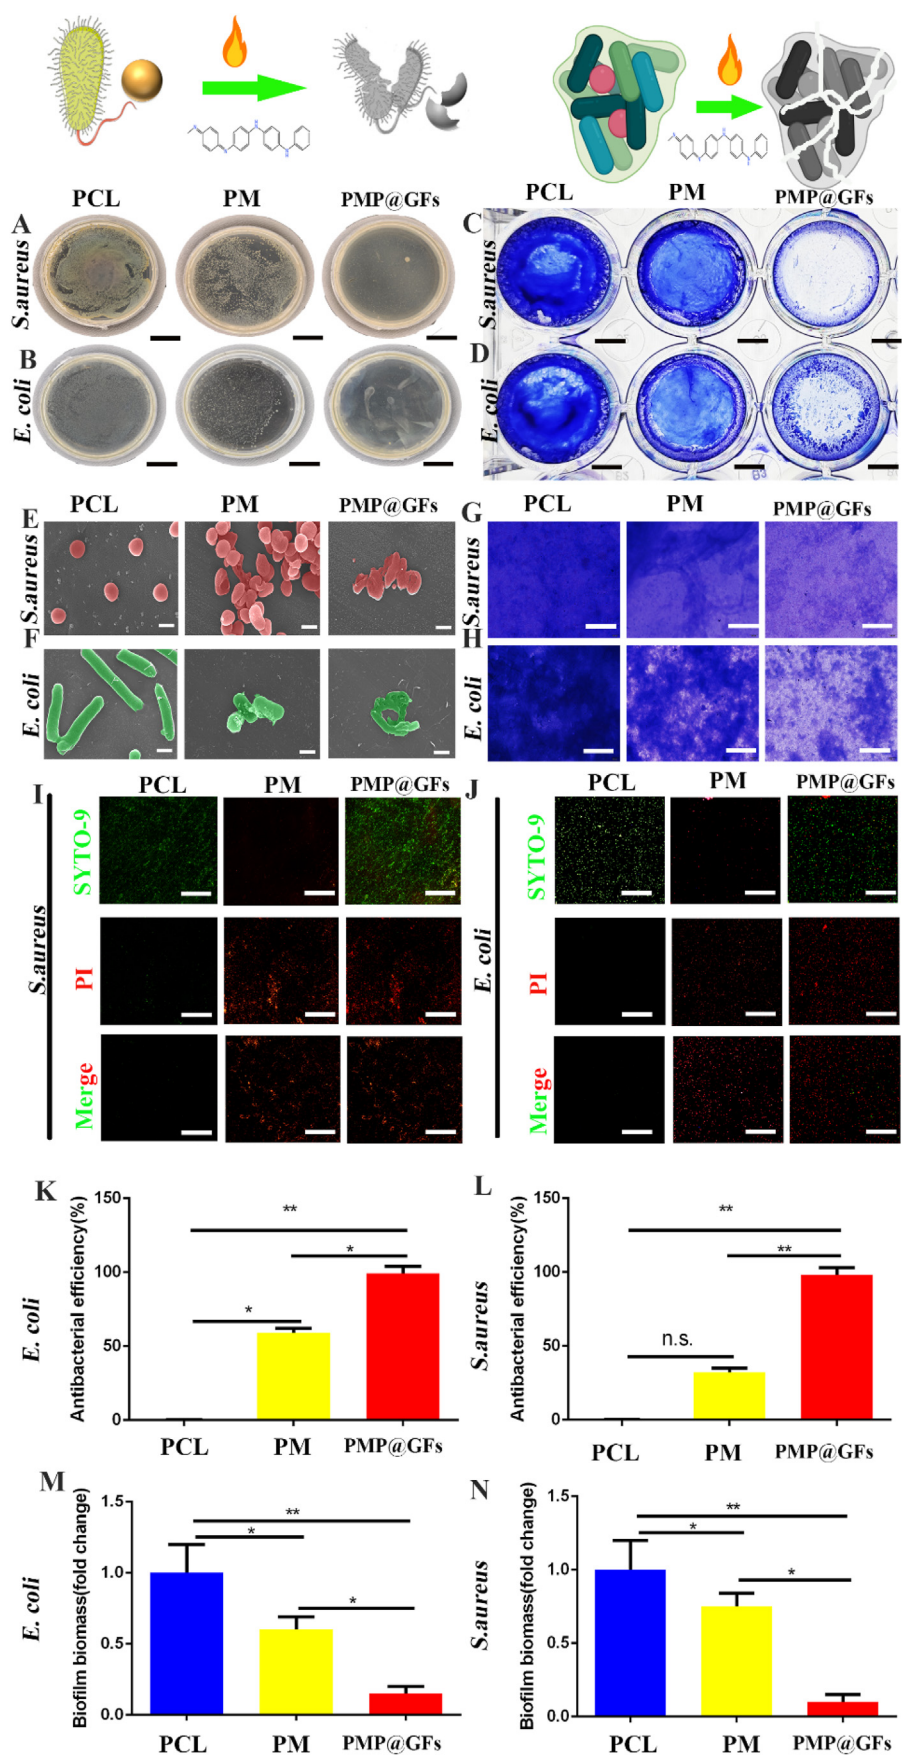 PCL PM PMP@GFs
PCL PM PMP@GFs
A
S.aureus
B
E. coli
C
S.aureus
D
E. coli
PCL PM PMP@GFs
PCL PM PMP@GFs
E
S.aureus
F
E. coli
G
S.aureus
H
E. coli
I
PCL PM PMP@GFs
S.aureus
SYTO-9
PI
Merge
J
PCL PM PMP@GFs
E. coli
SYTO-9
PI
Merge
K
E. coli
Antibacterial efficiency(%)
150
100
50
0
**
*
*
PCL PM PMP@GFs
L
S.aureus
Antibacterial efficiency(%)
150
100
50
0
**
**
n.s.
PCL PM PMP@GFs
M
E. coli
Biofilm biomass(fold change)
1.5
1.0
0.5
0.0
**
*
*
PCL PM PMP@GFs
N
S.aureus
Biofilm biomass(fold change)
1.5
1.0
0.5
0.0
**
*
*
PCL PM PMP@GFs